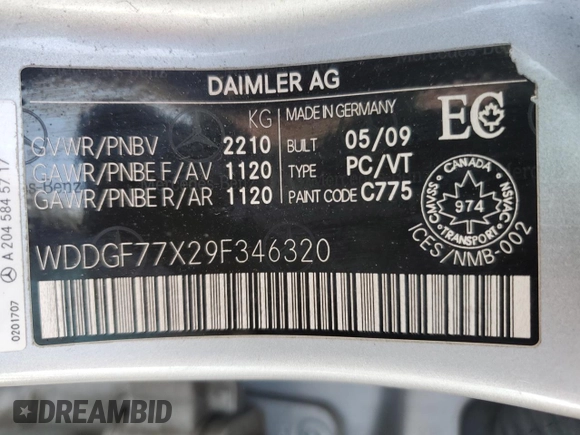 DAIMLER AG
KG
MADE IN GERMANY
EC
GVWR/PNBV 2210 BUILT 05/09
GAWR/PNBE F/AV 1120 TYPE PC/VT
GAWR/PNBE R/AR 1120 PAINT CODE C775
WDDGF77X29F346320
CANADA
CMVSS
NSVAC
974
TRANSPORT
ICES/NMB-002
A 204 584 57 17
0201707
DREAMBID